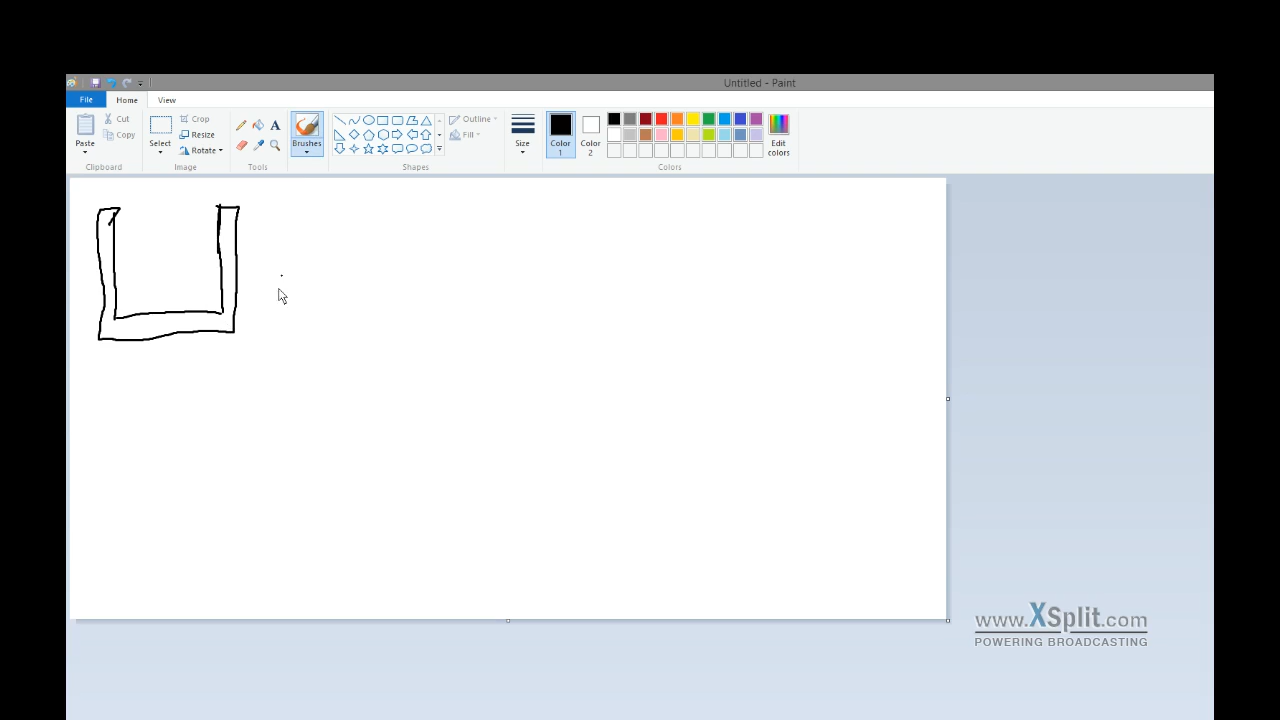 Untitled - Paint
File Home View
Paste
Cut
Copy
Clipboard
Select
Crop
Resize
Rotate
Image
A
Tools
Brushes
Outline
Fill
Shapes
Size
Color 1
Color 2
Edit colors
Colors
U
www.XSplit.com
POWERING BROADCASTING